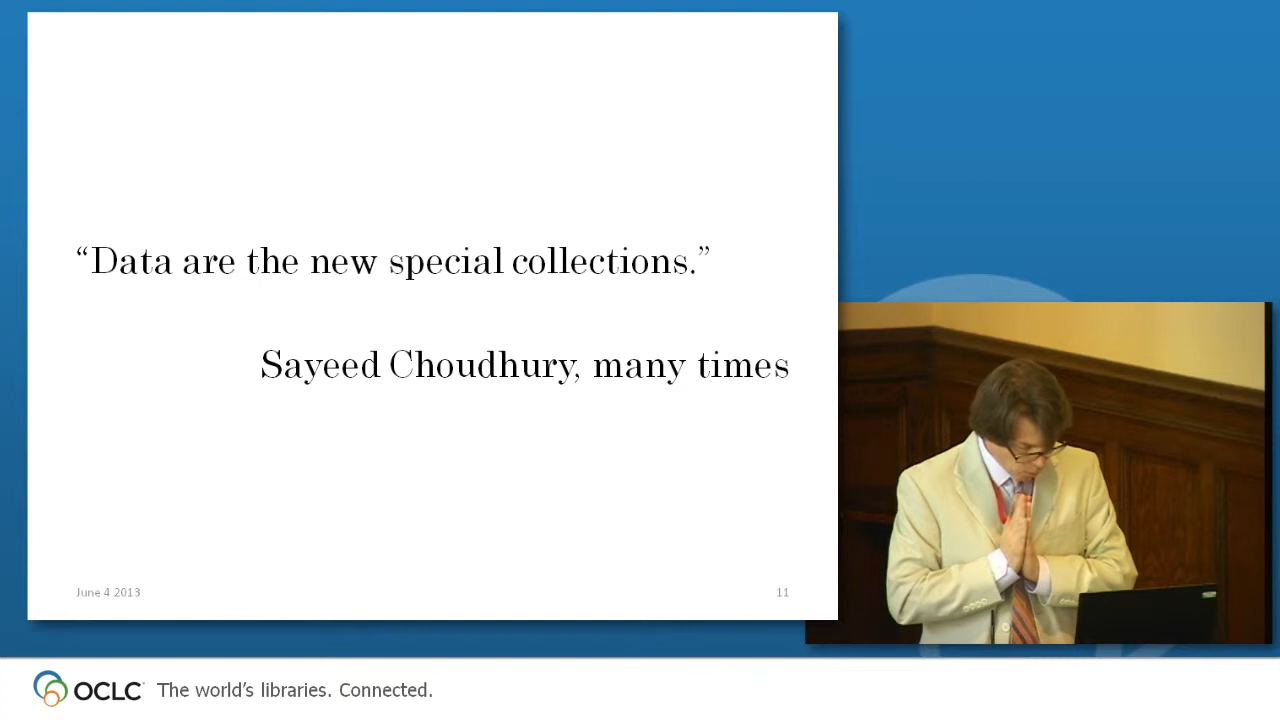 “Data are the new special collections.”
Sayeed Choudhury, many times
June 4 2013
11
OCLC The world’s libraries. Connected.